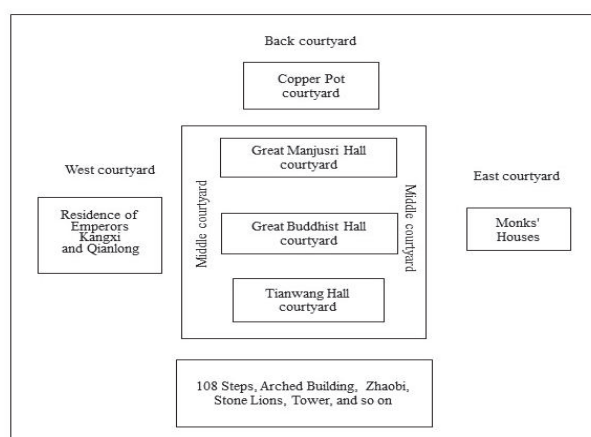 Back courtyard
Copper Pot
courtyard
Great Manjusri Hall
courtyard
West courtyard
East courtyard
Middle courtyard
Middle courtyard
Residence of
Emperors
Kangxi
and Qianlong
Great Buddhist Hall
courtyard
Monks'
Houses
Tianwang Hall
courtyard
108 Steps, Arched Building, Zhaobi,
Stone Lions, Tower, and so on